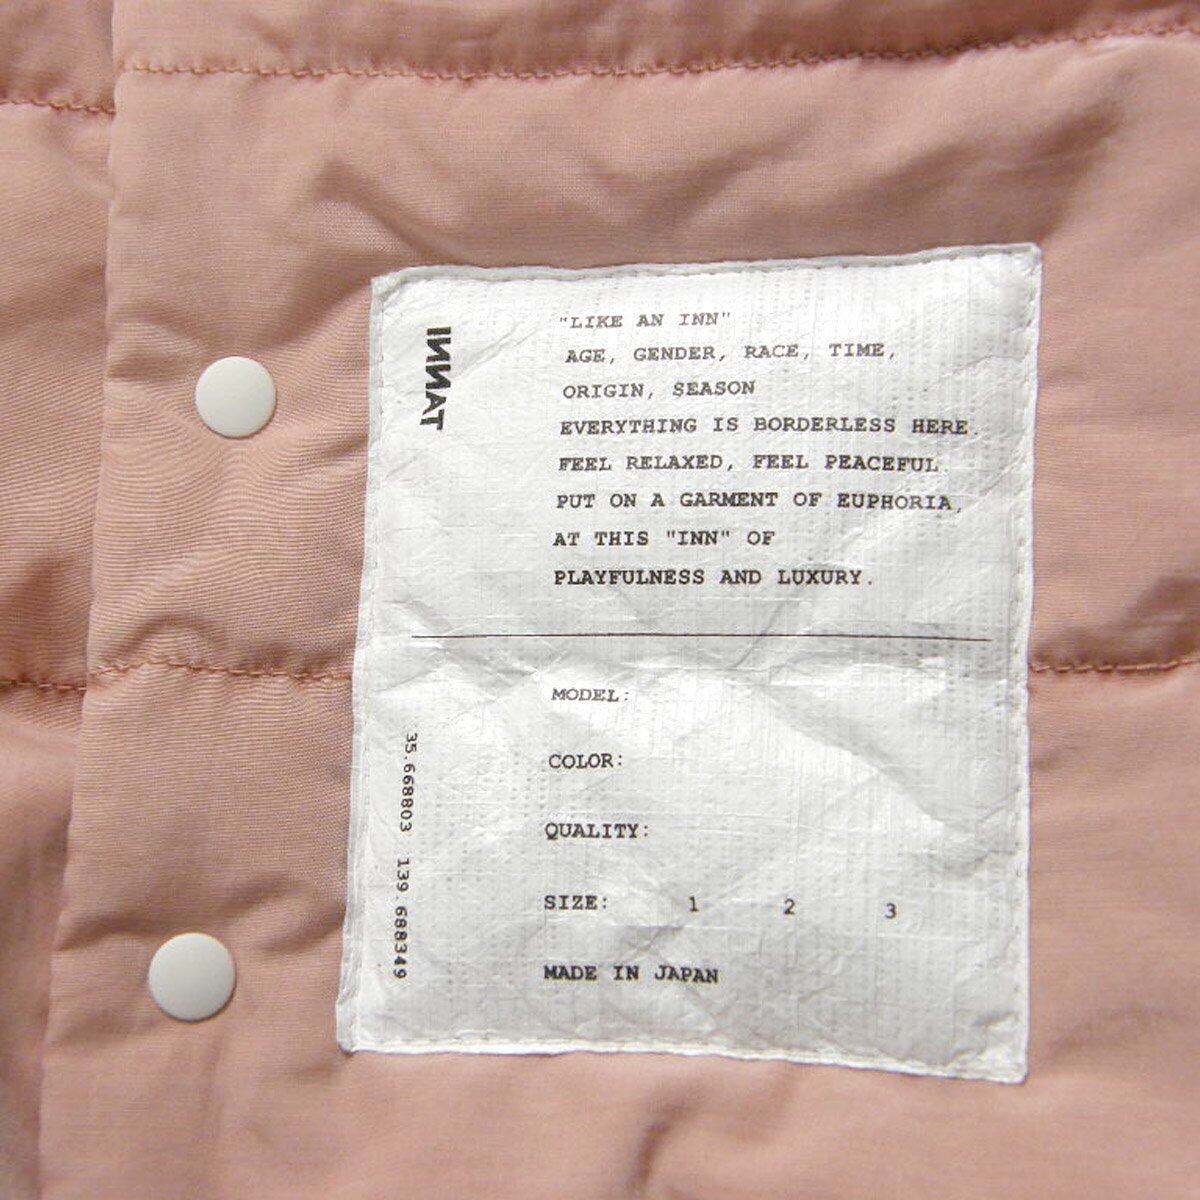 INNAT
"LIKE AN INN"
AGE, GENDER, RACE, TIME,
ORIGIN, SEASON
EVERYTHING IS BORDERLESS HERE.
FEEL RELAXED, FEEL PEACEFUL.
PUT ON A GARMENT OF EUPHORIA,
AT THIS "INN" OF
PLAYFULNESS AND LUXURY.
MODEL:
COLOR:
QUALITY:
SIZE: 1 2 3
MADE IN JAPAN
35.668803 139.688349